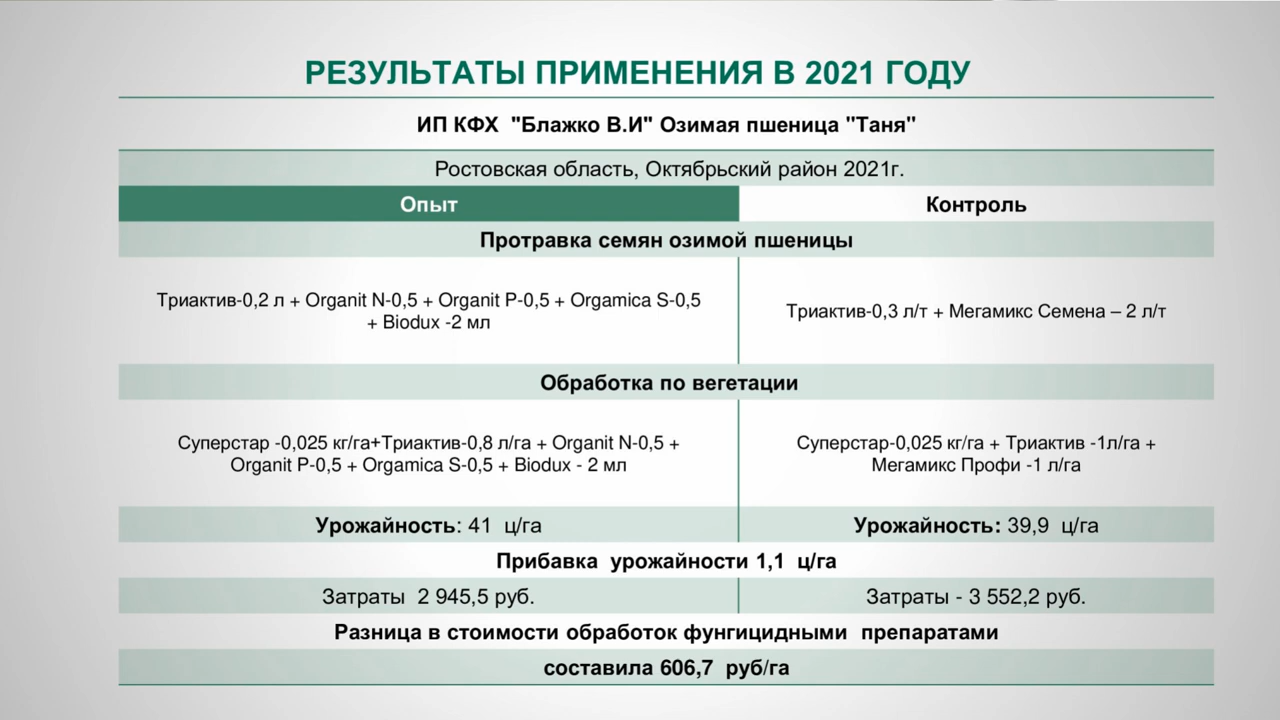 РЕЗУЛЬТАТЫ ПРИМЕНЕНИЯ В 2021 ГОДУ
ИП КФХ "Блажко В.И" Озимая пшеница "Таня"
Ростовская область, Октябрьский район 2021г.
Опыт
Контроль
Протравка семян озимой пшеницы
Триактив-0,2 л + Organit N-0,5 + Organit P-0,5 + Orgamica S-0,5
+ Biodux -2 мл
Триактив-0,3 л/т + Мегамикс Семена – 2 л/т
Обработка по вегетации
Суперстар -0,025 кг/га+Триактив-0,8 л/га + Organit N-0,5 +
Organit P-0,5 + Orgamica S-0,5 + Biodux - 2 мл
Суперстар-0,025 кг/га + Триактив -1л/га +
Мегамикс Профи -1 л/га
Урожайность: 41 ц/га
Урожайность: 39,9 ц/га
Прибавка урожайности 1,1 ц/га
Затраты 2 945,5 руб.
Затраты - 3 552,2 руб.
Разница в стоимости обработок фунгицидными препаратами
составила 606,7 руб/га